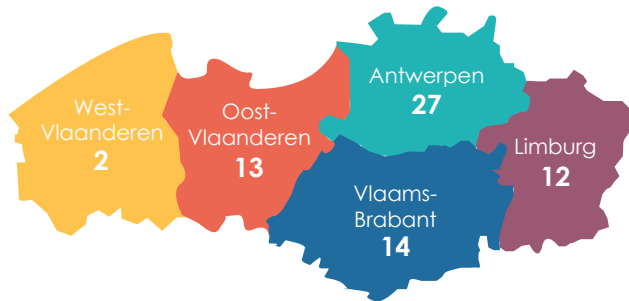 West-
Vlaanderen
2
Oost-
Vlaanderen
13
Antwerpen
27
Vlaams-
Brabant
14
Limburg
12